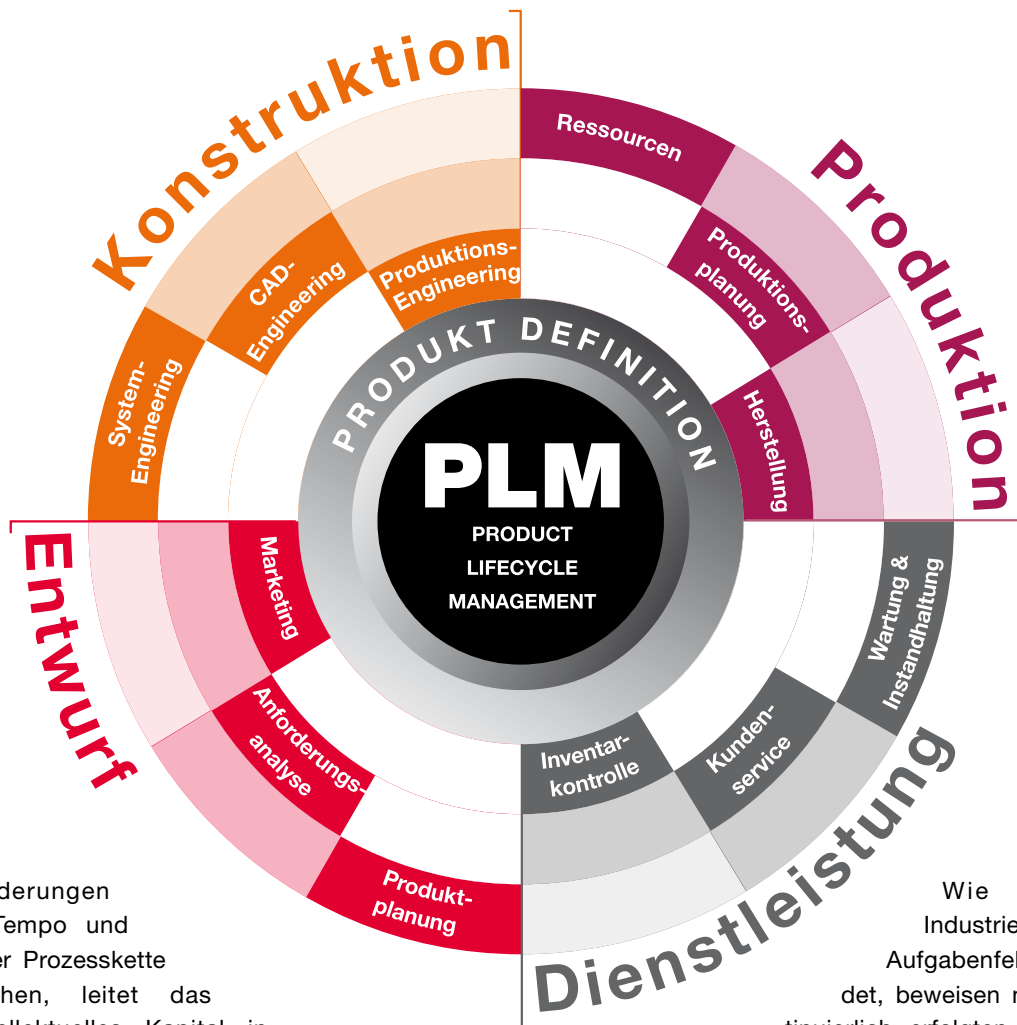 Konstruktion
Produktion
Entwurf
Dienstleistung
Ressourcen
Produktions-
planung
Herstellung
Produktions-
Engineering
CAD-
Engineering
System-
Engineering
PRODUKT DEFINITION
PLM
PRODUCT
LIFECYCLE
MANAGEMENT
Marketing
Anforderungs-
analyse
Produkt-
planung
Wartung &
Instandhaltung
Kunden-
service
Inventar-
kontrolle
derungen
Tempo und
er Prozesskette
hen, leitet das
Wie
Industrie
Aufgabenfel
det, beweisen